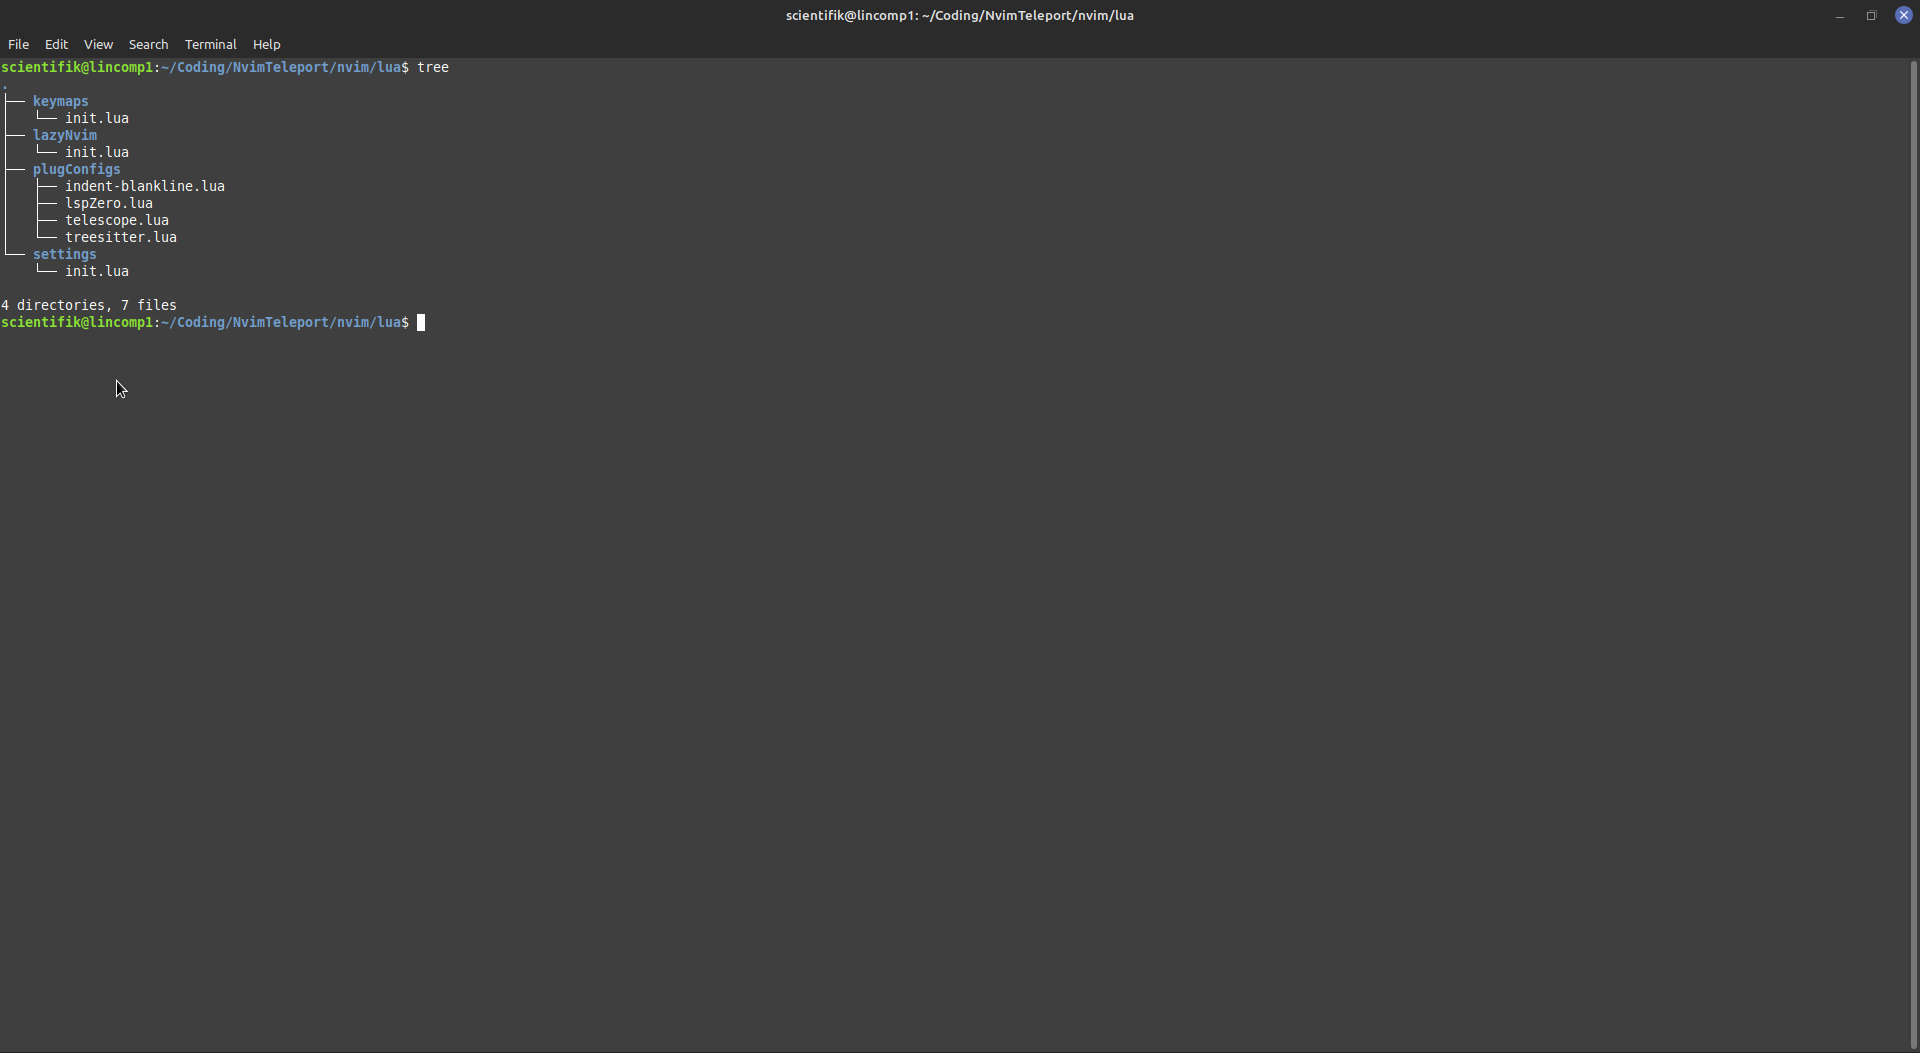 scientifik@lincomp1: ~/Coding/NvimTeleport/nvim/lua
File Edit View Search Terminal Help
scientifik@lincomp1:~/Coding/NvimTeleport/nvim/lua$ tree
.
├── keymaps
│   └── init.lua
├── lazyNvim
│   └── init.lua
├── plugConfigs
│   ├── indent-blankline.lua
│   ├── lspZero.lua
│   ├── telescope.lua
│   └── treesitter.lua
└── settings
    └── init.lua

4 directories, 7 files
scientifik@lincomp1:~/Coding/NvimTeleport/nvim/lua$